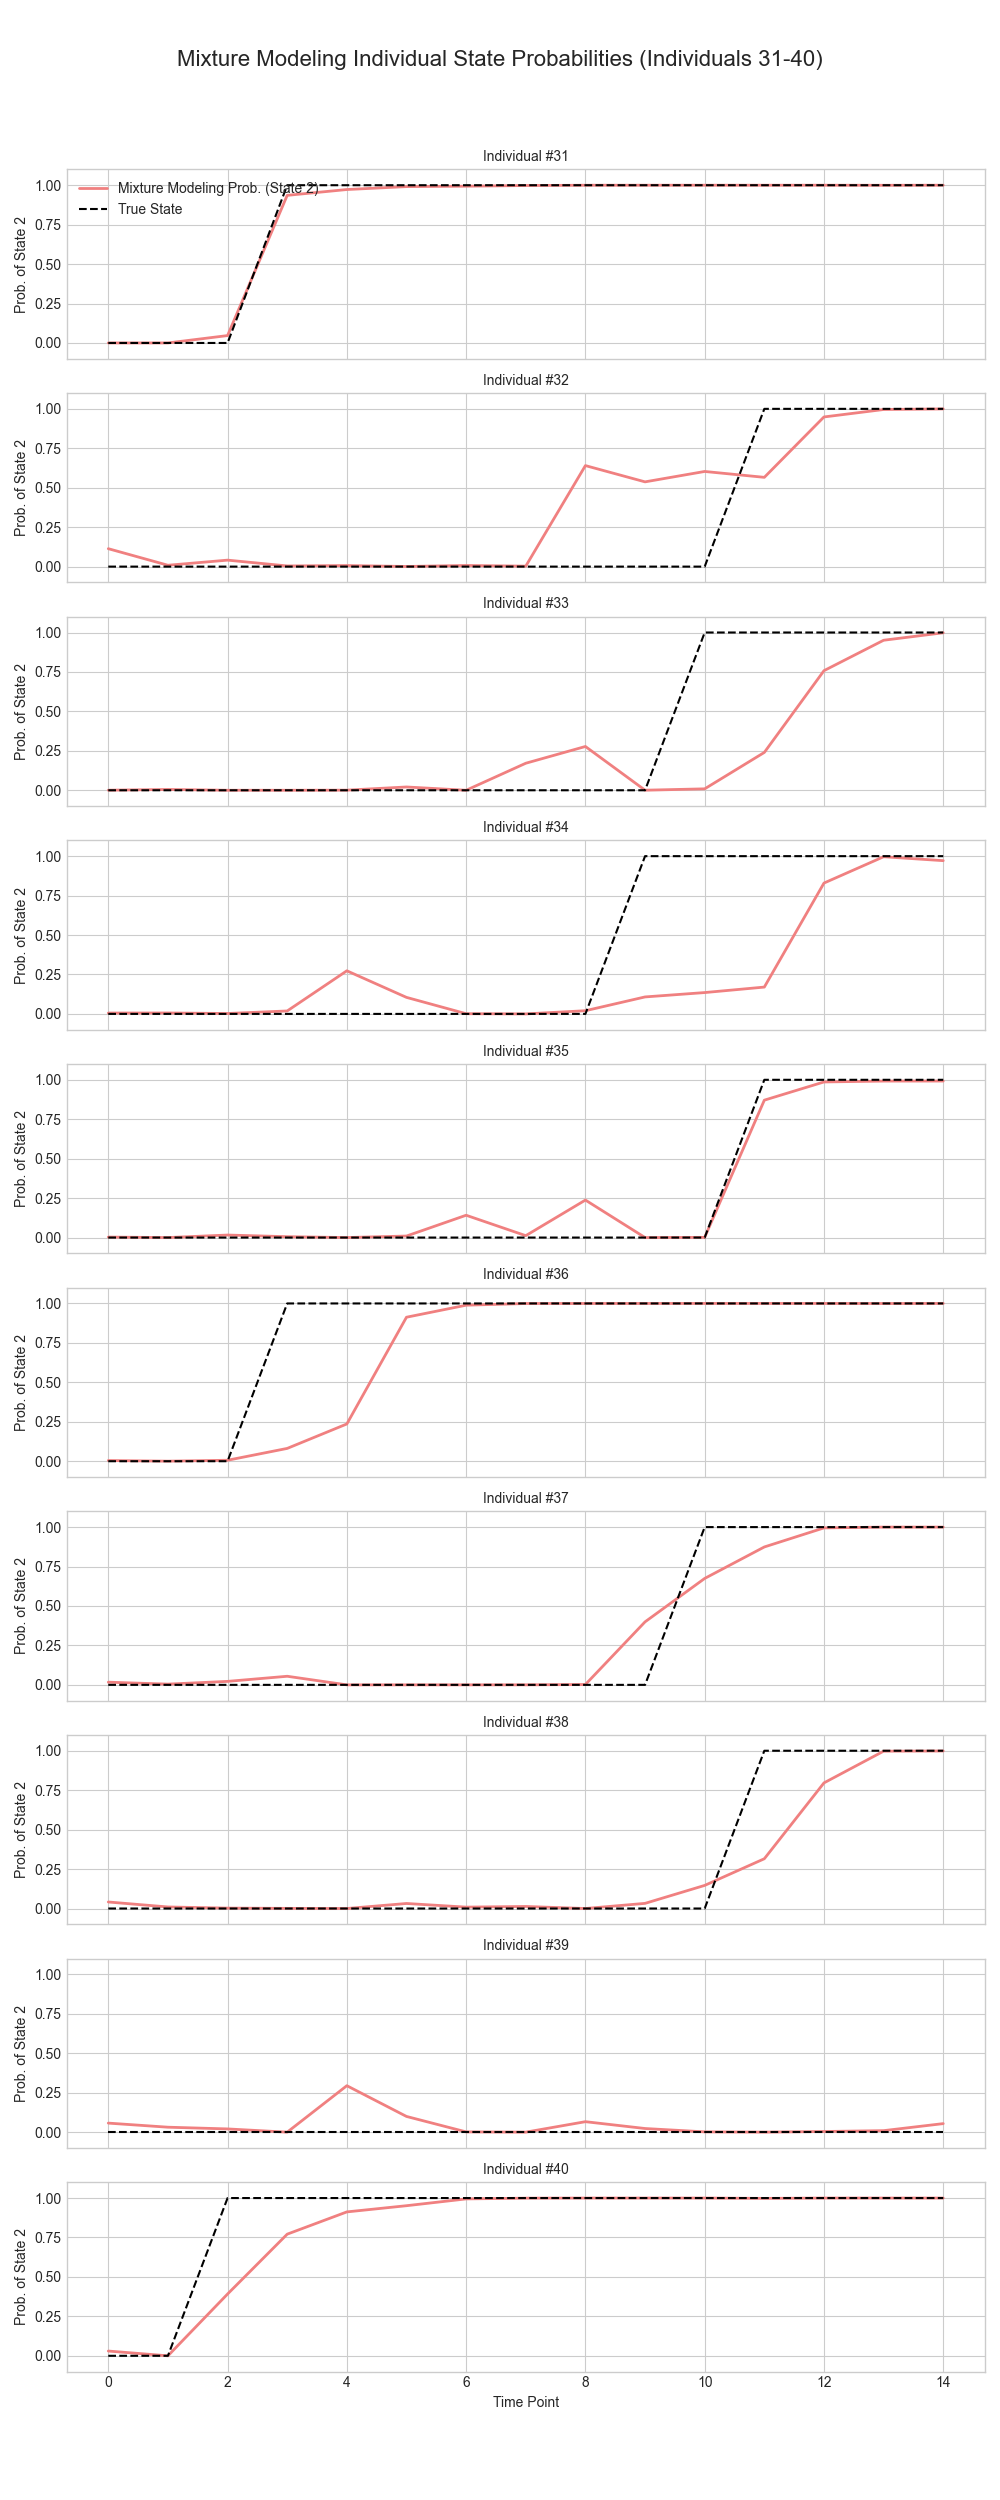 Mixture Modeling Individual State Probabilities (Individuals 31-40)
Individual #31
Mixture Modeling Prob. (State 2)
True State
Prob. of State 2
1.00
0.75
0.50
0.25
0.00
Individual #32
Prob. of State 2
1.00
0.75
0.50
0.25
0.00
Individual #33
Prob. of State 2
1.00
0.75
0.50
0.25
0.00
Individual #34
Prob. of State 2
1.00
0.75
0.50
0.25
0.00
Individual #35
Prob. of State 2
1.00
0.75
0.50
0.25
0.00
Individual #36
Prob. of State 2
1.00
0.75
0.50
0.25
0.00
Individual #37
Prob. of State 2
1.00
0.75
0.50
0.25
0.00
Individual #38
Prob. of State 2
1.00
0.75
0.50
0.25
0.00
Individual #39
Prob. of State 2
1.00
0.75
0.50
0.25
0.00
Individual #40
Prob. of State 2
1.00
0.75
0.50
0.25
0.00
0 2 4 6 8 10 12 14
Time Point